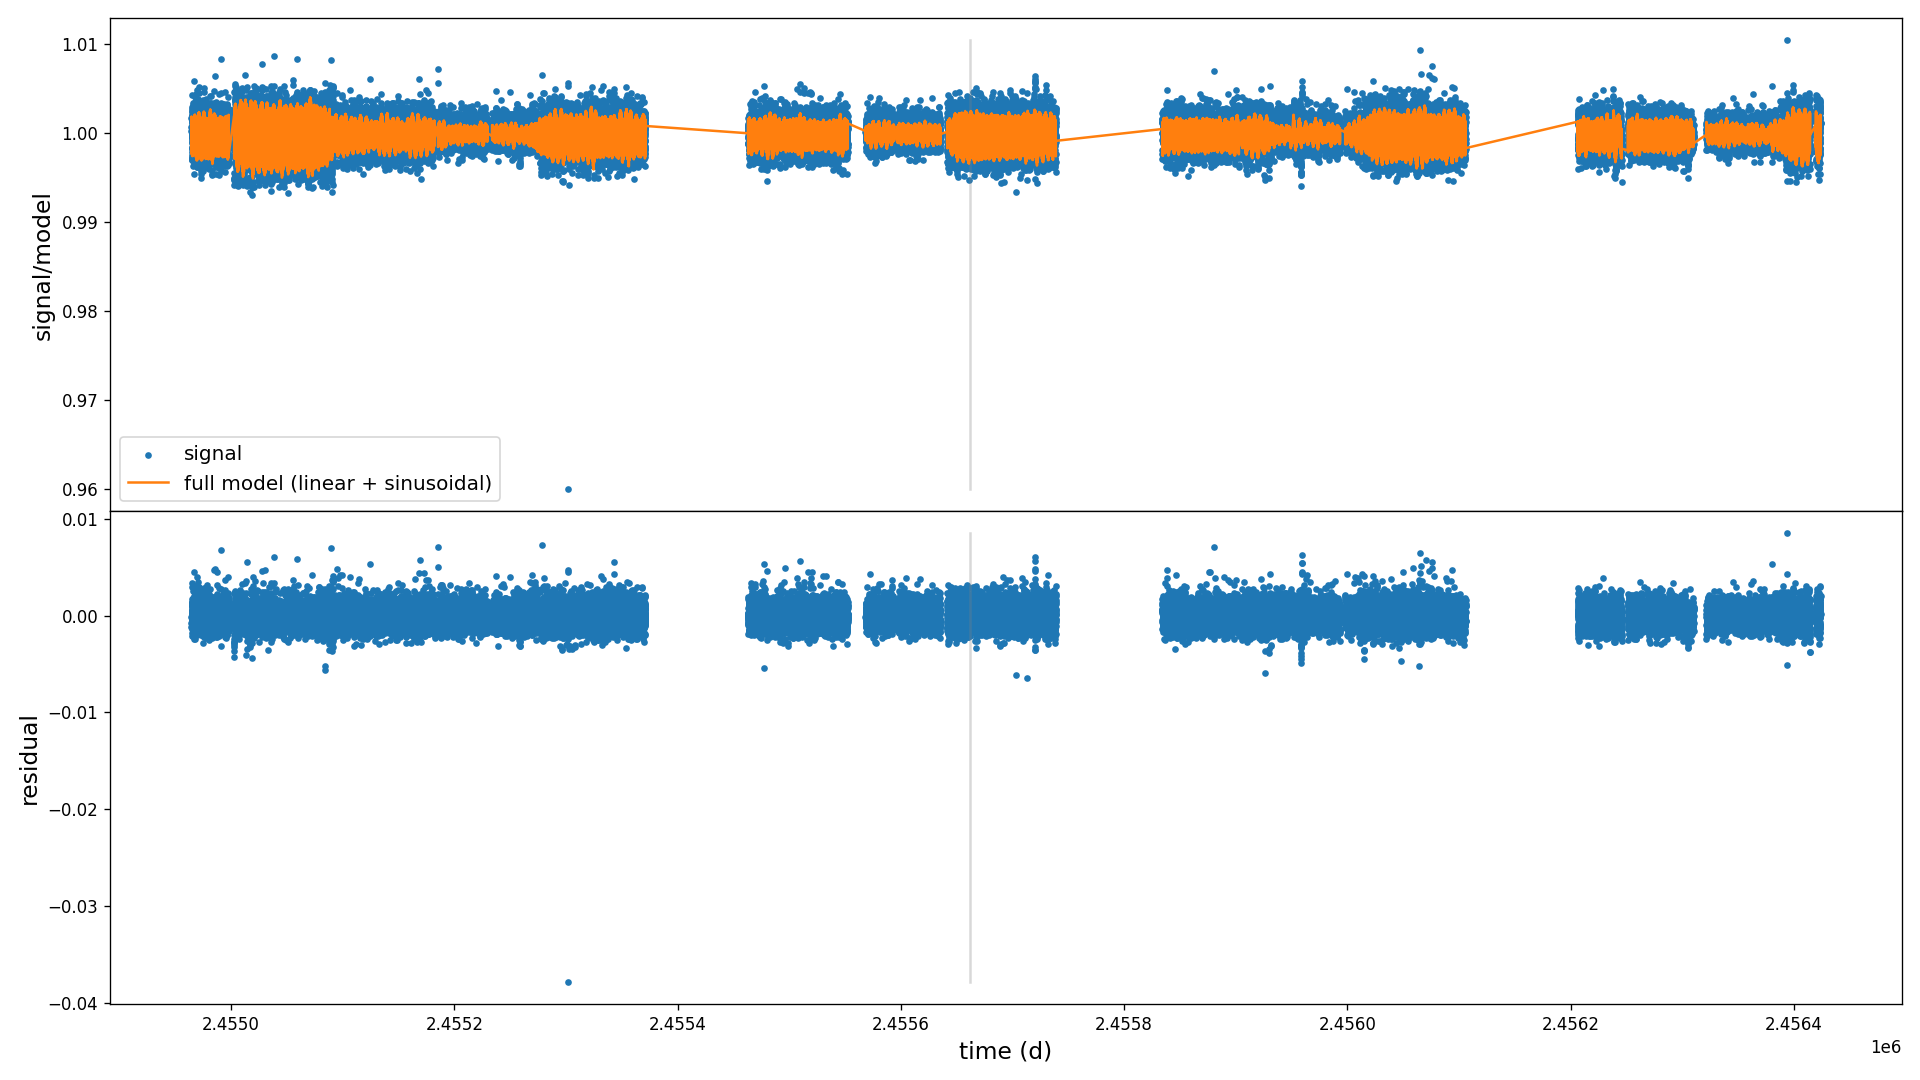 1.01
1.00
0.99
0.98
0.97
0.96
signal/model
signal
full model (linear + sinusoidal)
0.01
0.00
−0.01
−0.02
−0.03
−0.04
residual
2.4550 2.4552 2.4554 2.4556 2.4558 2.4560 2.4562 2.4564
1e6
time (d)